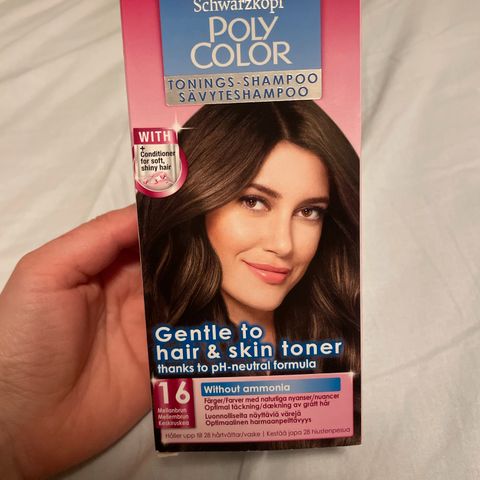 Schwarzkopf
POLY
COLOR
TONINGS-SHAMPOO
SÄVYTESHAMPOO
WITH
+
Conditioner
for soft,
shiny hair
Gentle to
hair & skin toner
thanks to pH-neutral formula
16
Mellanbrun
Mellembrun
Keskiruskea
Without ammonia
Färger/Farver med naturliga nyanser/nuancer
Optimal täckning/dækning av grått hår
Luonnollisella näyttäviä värejä
Optimaalinen harmaanpeittävyys
Håller upp till 28 hårtvättar/vaske | Kestää jopa 28 hiustenpesua